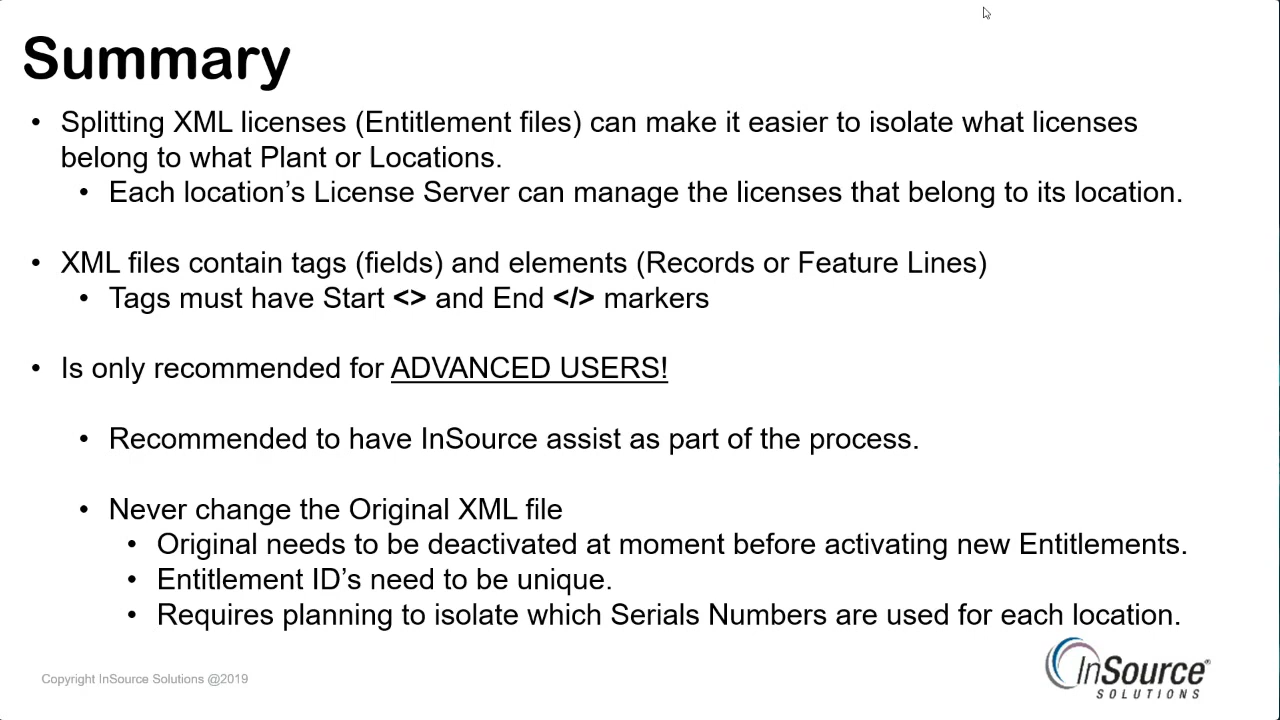 Summary
• Splitting XML licenses (Entitlement files) can make it easier to isolate what licenses
belong to what Plant or Locations.
• Each location’s License Server can manage the licenses that belong to its location.
• XML files contain tags (fields) and elements (Records or Feature Lines)
• Tags must have Start <> and End </> markers
• Is only recommended for ADVANCED USERS!
• Recommended to have InSource assist as part of the process.
• Never change the Original XML file
• Original needs to be deactivated at moment before activating new Entitlements.
• Entitlement ID’s need to be unique.
• Requires planning to isolate which Serials Numbers are used for each location.
Copyright InSource Solutions @2019
InSource®
SOLUTIONS